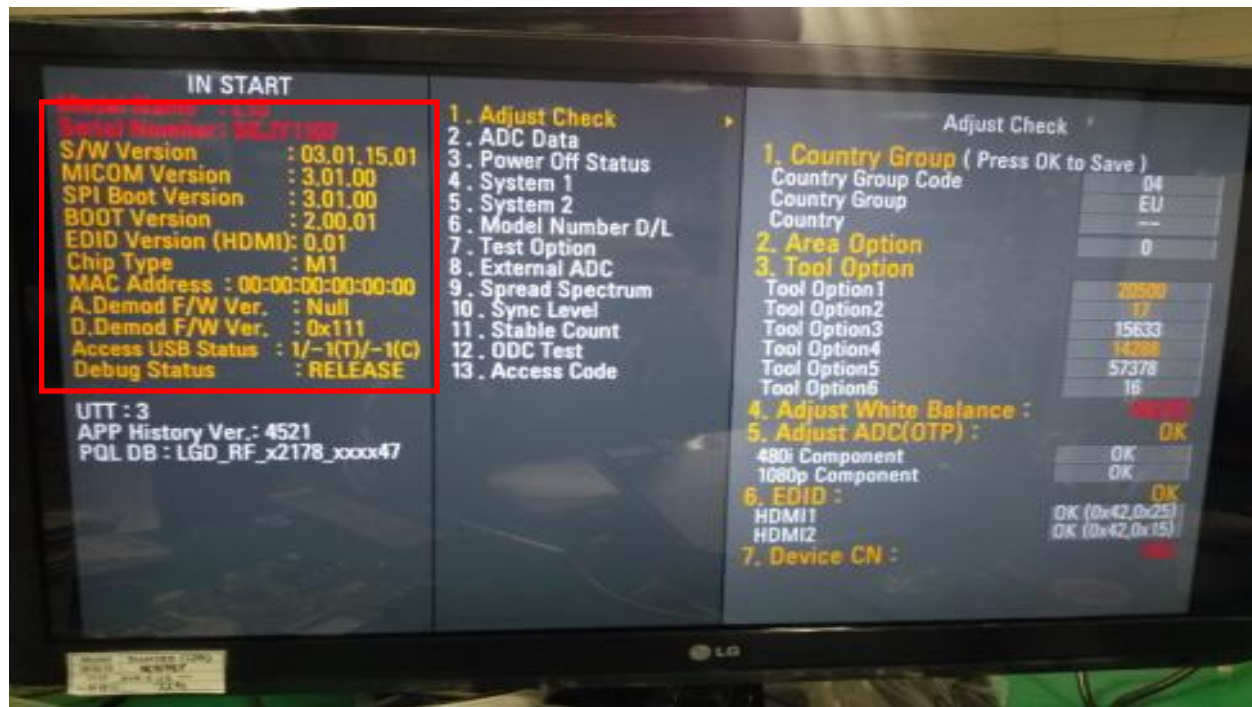 IN START
Serial Number:
S/W Version : 03.01.15.01
MICOM Version : 3.01.00
SPI Boot Version : 3.01.00
BOOT Version : 2.00.01
EDID Version (HDMI): 0.01
Chip Type : M1
MAC Address : 00:00:00:00:00:00
A.Demod F/W Ver. : Null
D.Demod F/W Ver. : 0x111
Access USB Status : 1/-1(T)/-1(C)
Debug Status : RELEASE
UTT : 3
APP History Ver.: 4521
PQL DB : LGD_RF_x2178_xxxx47
1 . Adjust Check
2 . ADC Data
3 . Power Off Status
4 . System 1
5 . System 2
6 . Model Number D/L
7 . Test Option
8 . External ADC
9 . Spread Spectrum
10 . Sync Level
11 . Stable Count
12 . ODC Test
13 . Access Code
Adjust Check
1. Country Group ( Press OK to Save )
Country Group Code 04
Country Group EU
Country --
2. Area Option 0
3. Tool Option
Tool Option1 20500
Tool Option2 17
Tool Option3 15633
Tool Option4 14288
Tool Option5 57378
Tool Option6 16
4. Adjust White Balance :
5. Adjust ADC(OTP) : OK
480i Component OK
1080p Component OK
6. EDID : OK
HDMI1 OK (0x42,0x25)
HDMI2 OK (0x42,0x15)
7. Device CN :
LG